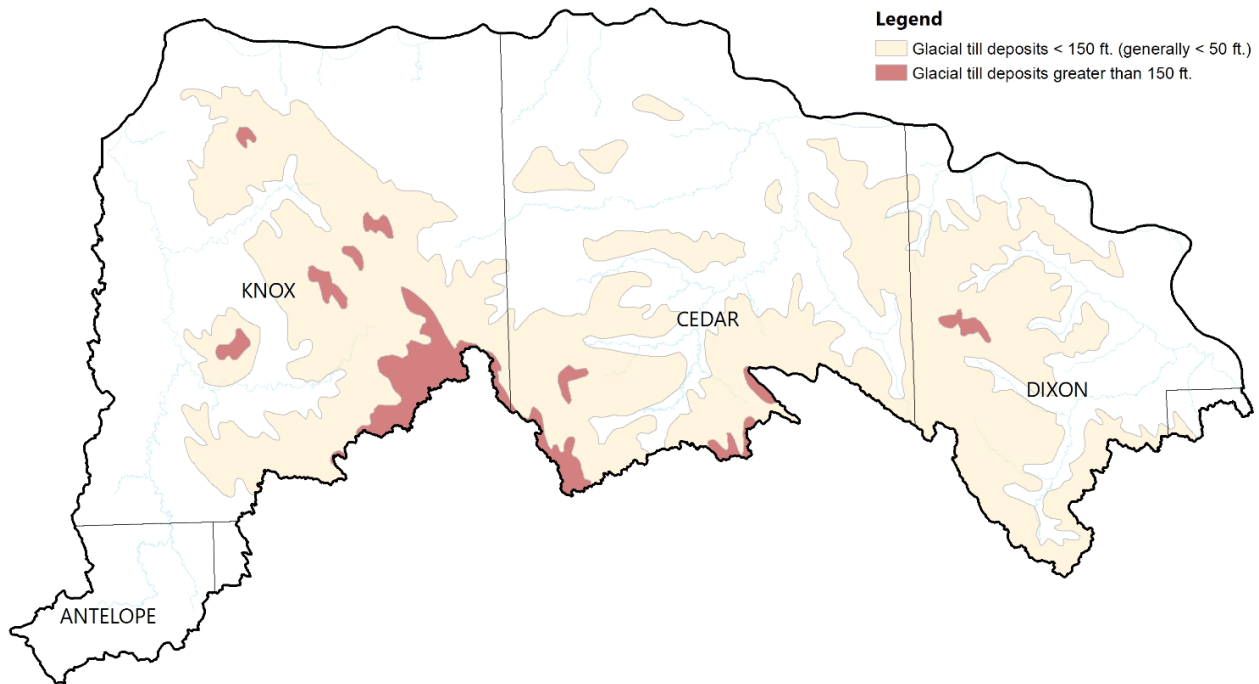 Legend
Glacial till deposits < 150 ft. (generally < 50 ft.)
Glacial till deposits greater than 150 ft.
KNOX
CEDAR
DIXON
ANTELOPE